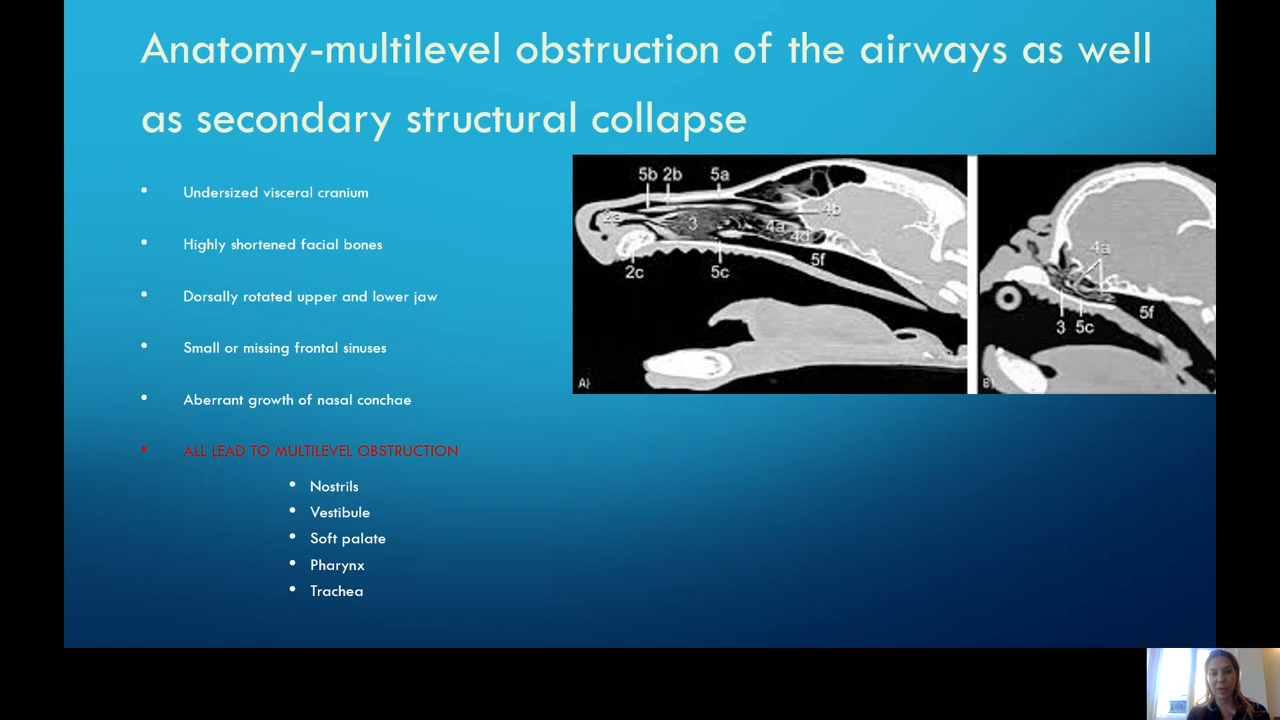 Anatomy-multilevel obstruction of the airways as well
as secondary structural collapse
• Undersized visceral cranium
• Highly shortened facial bones
• Dorsally rotated upper and lower jaw
• Small or missing frontal sinuses
• Aberrant growth of nasal conchae
• ALL LEAD TO MULTILEVEL OBSTRUCTION
• Nostrils
• Vestibule
• Soft palate
• Pharynx
• Trachea
5b 2b 5a
2a 3 4b
4a 4d
2c 5c 5f
A)
4a
3 5c 5f
B)